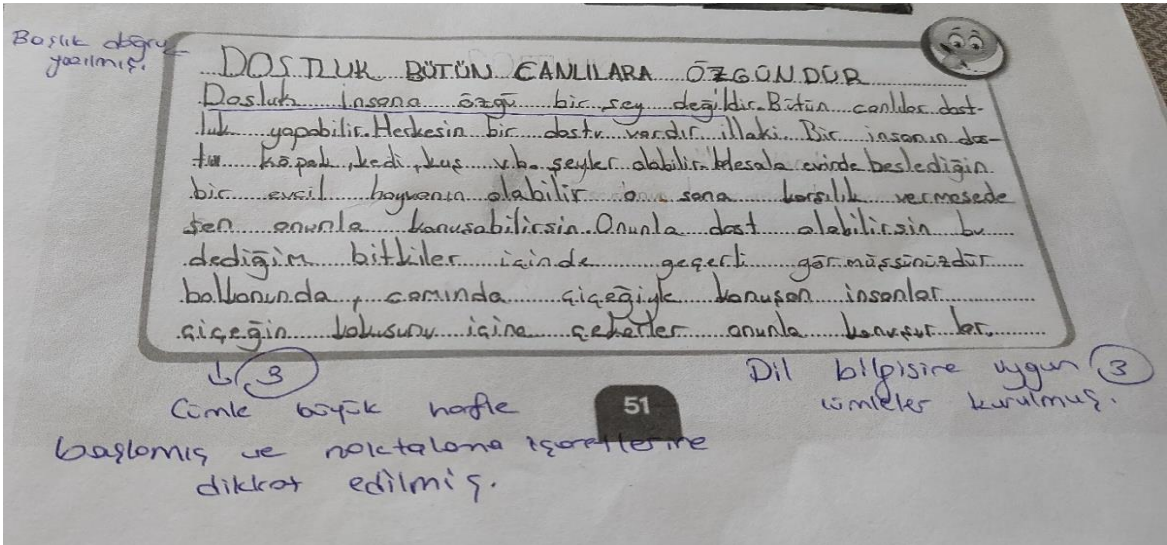 Başlık doğru
yazılmış.
DOSTLUK BÜTÜN CANLILARA ÖZGÜNDÜR
Dosluk insana özgü bir şey değildir. Bütün canlılar dost-
luk yapabilir. Herkesin bir dostu vardır illaki. Bir insanın dos-
tu köpek, kedi, kuş v.b. şeyler olabilir. Mesala evinde beslediğin
bir evcil hayvanın olabilir o sana karşılık vermesede
sen onunla konuşabilirsin. Onunla dost olabilirsin bu
dediğim bitkiler içinde geçerli görmüşsünüzdür
balkonunda, camında çiçeğiyle konuşan insanlar
çiçeğin kokusunu içine çekerler onunla konuşurlar.
3
Cümle büyük harfle
başlamış ve noktalama işaretlerine
dikkat edilmiş.
51
Dil bilgisine uygun 3
cümleler kurulmuş.